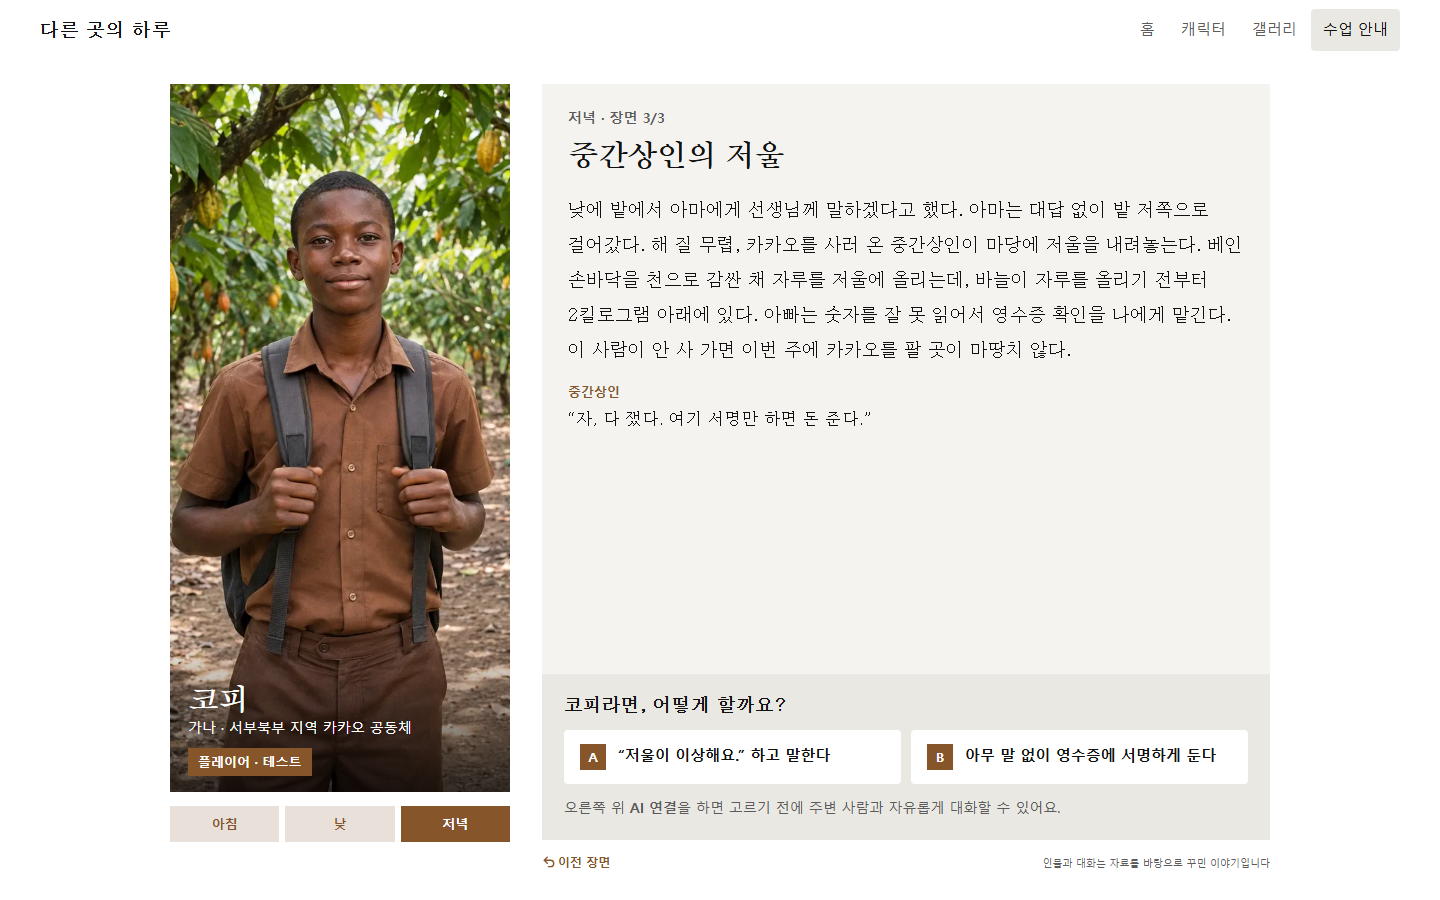 다른 곳의 하루
홈 캐릭터 갤러리 수업 안내
코피
가나 · 서부북부 지역 카카오 공동체
플레이어 · 테스트
아침 낮 저녁
저녁 · 장면 3/3
중간상인의 저울
낮에 밭에서 아마에게 선생님께 말하겠다고 했다. 아마는 대답 없이 밭 저쪽으로
걸어갔다. 해 질 무렵, 카카오를 사러 온 중간상인이 마당에 저울을 내려놓는다. 베인
손바닥을 천으로 감싼 채 자루를 저울에 올리는데, 바늘이 자루를 올리기 전부터
2킬로그램 아래에 있다. 아빠는 숫자를 잘 못 읽어서 영수증 확인을 나에게 맡긴다.
이 사람이 안 사 가면 이번 주에 카카오를 팔 곳이 마땅치 않다.
중간상인
“자, 다 쟀다. 여기 서명만 하면 돈 준다.”
코피라면, 어떻게 할까요?
A “저울이 이상해요.” 하고 말한다
B 아무 말 없이 영수증에 서명하게 둔다
오른쪽 위 AI 연결을 하면 고르기 전에 주변 사람과 자유롭게 대화할 수 있어요.
이전 장면
인물과 대화는 자료를 바탕으로 꾸민 이야기입니다